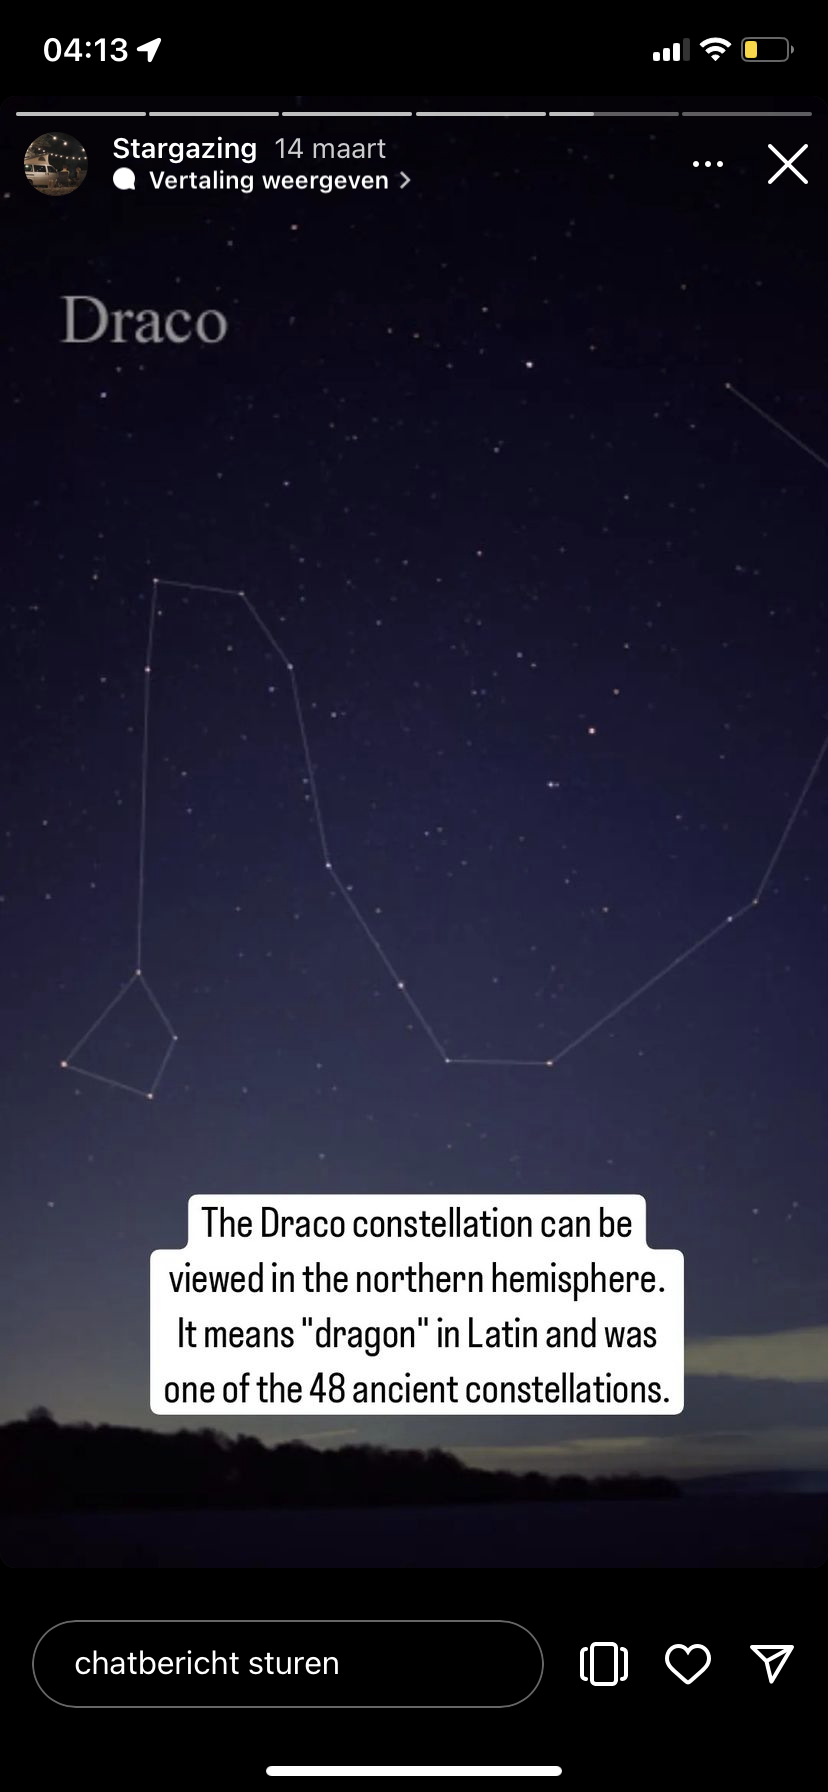 04:13
Stargazing 14 maart
Vertaling weergeven
Draco
The Draco constellation can be
viewed in the northern hemisphere.
It means "dragon" in Latin and was
one of the 48 ancient constellations.
chatbericht sturen